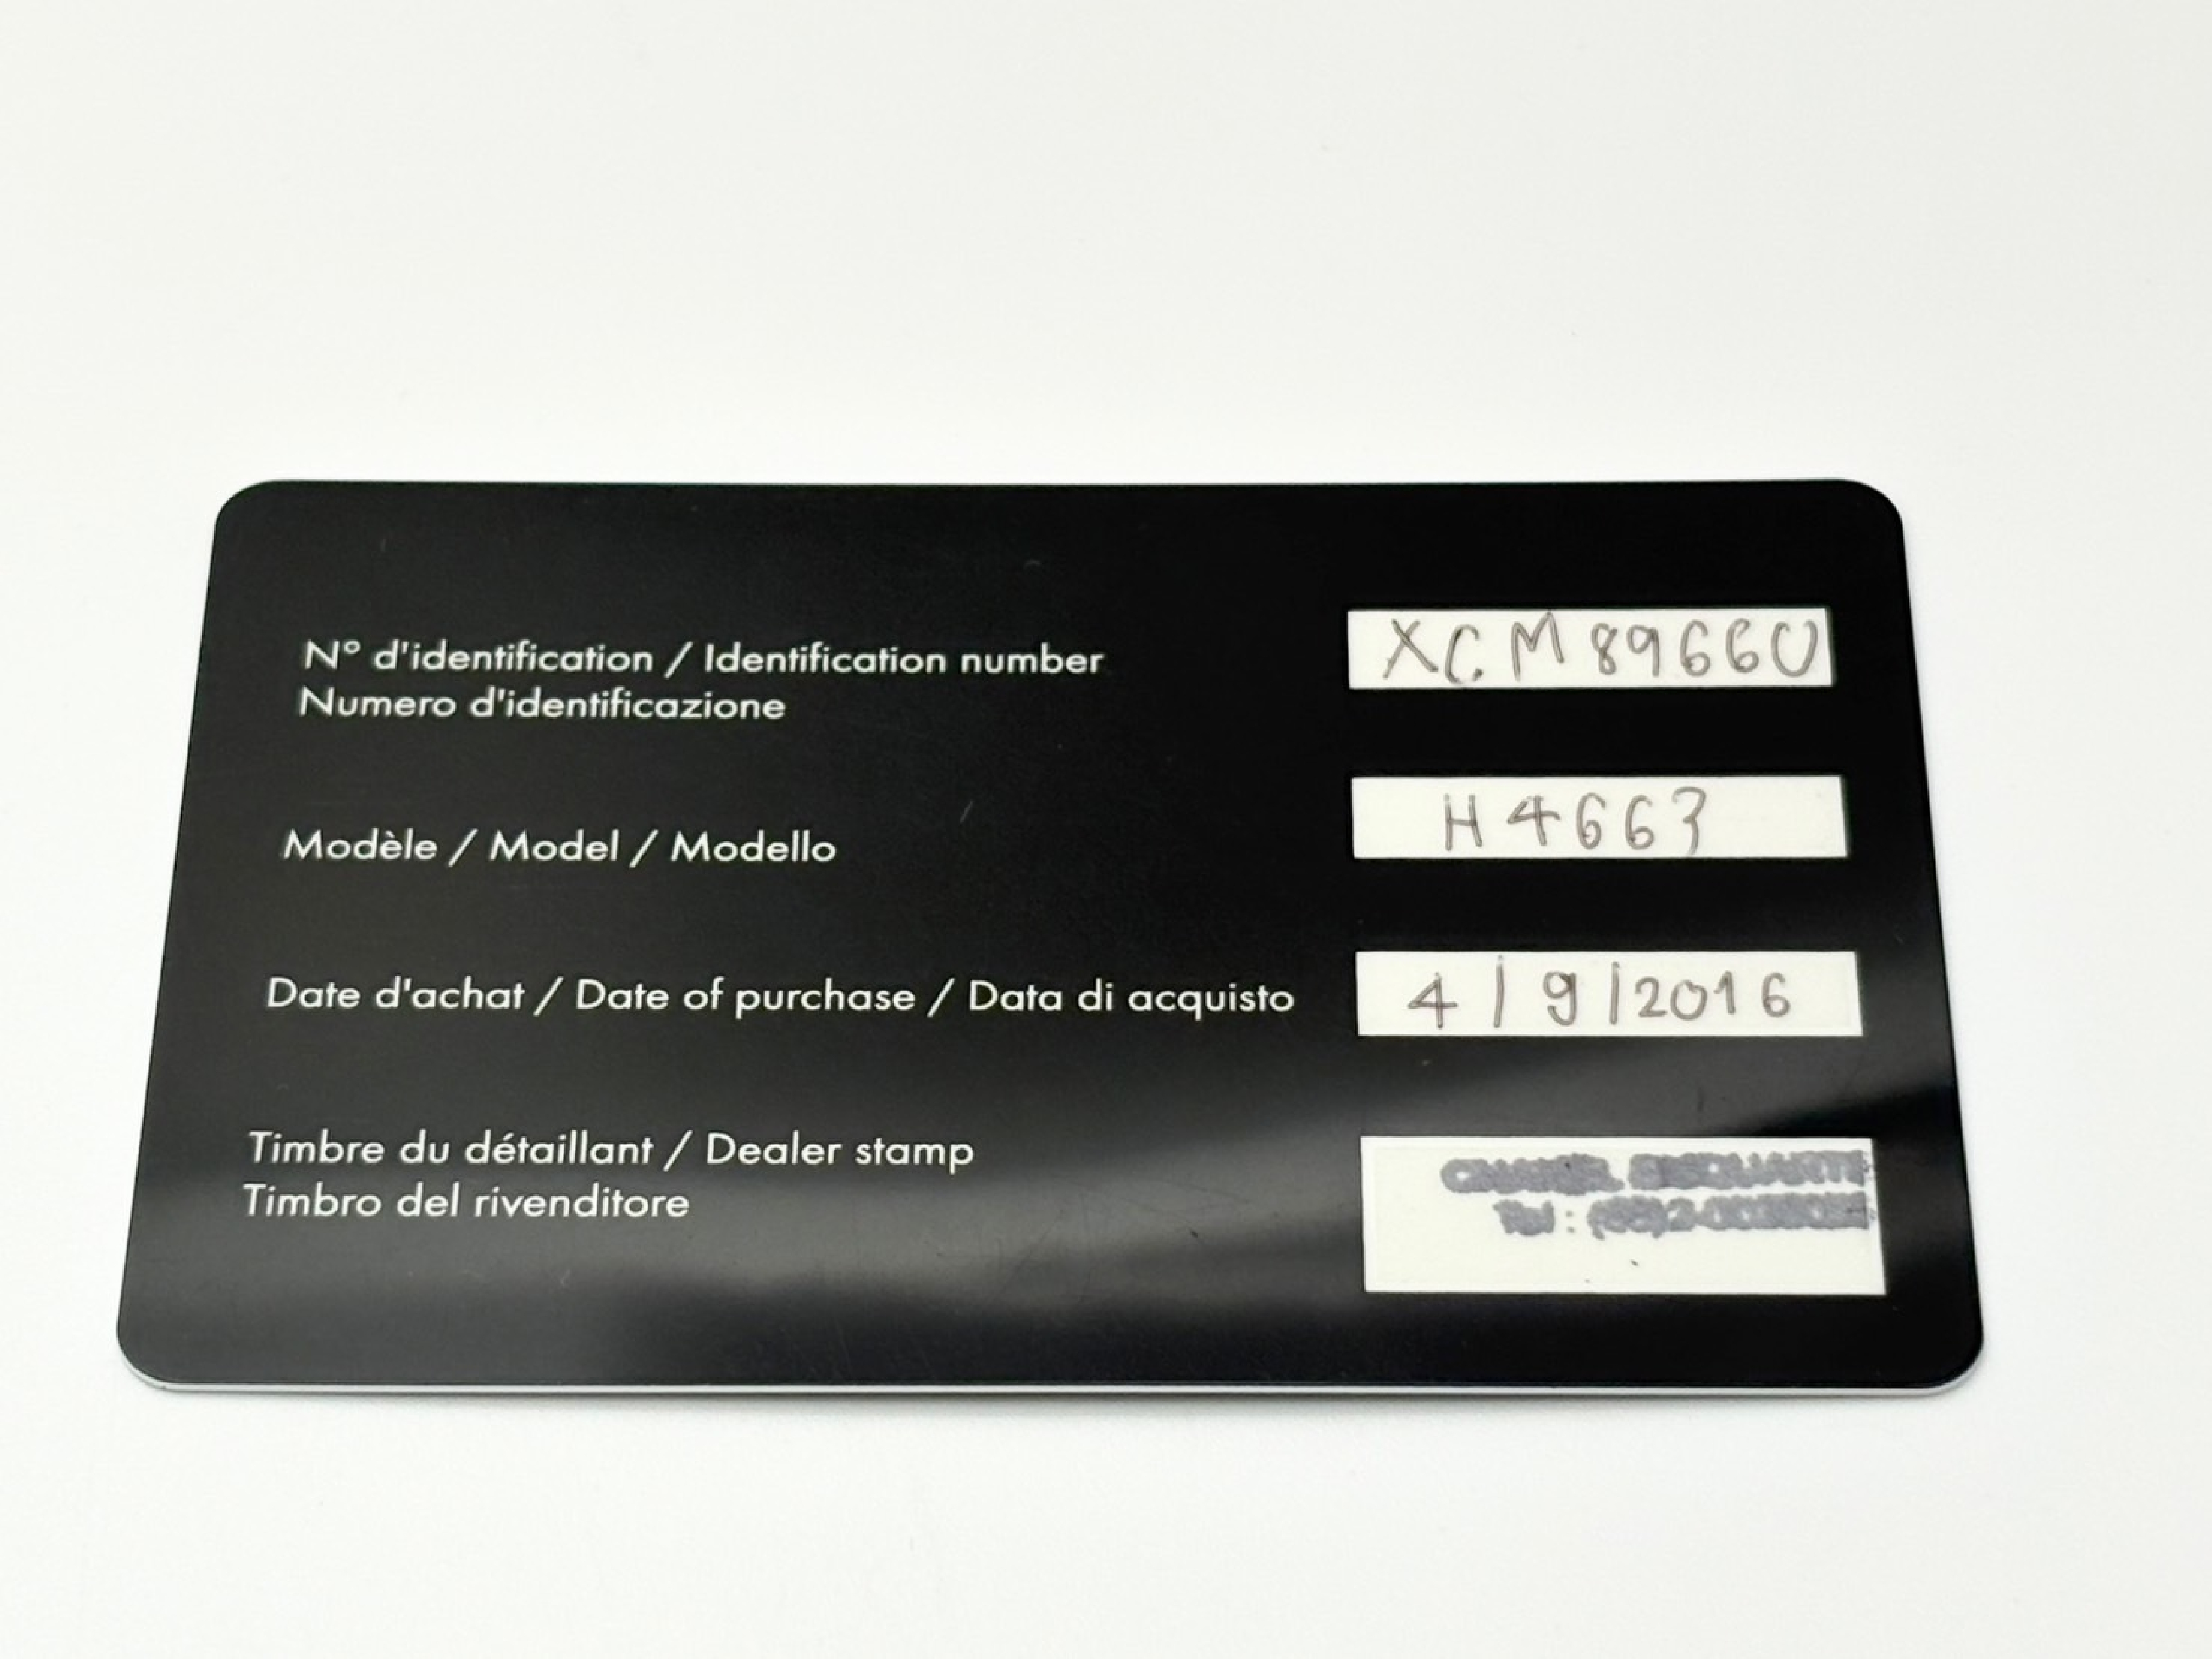 N° d'identification / Identification number
Numero d'identificazione
XCM89660
Modèle / Model / Modello
H4663
Date d'achat / Date of purchase / Data di acquisto
4/9/2016
Timbre du détaillant / Dealer stamp
Timbro del rivenditore
Tel :